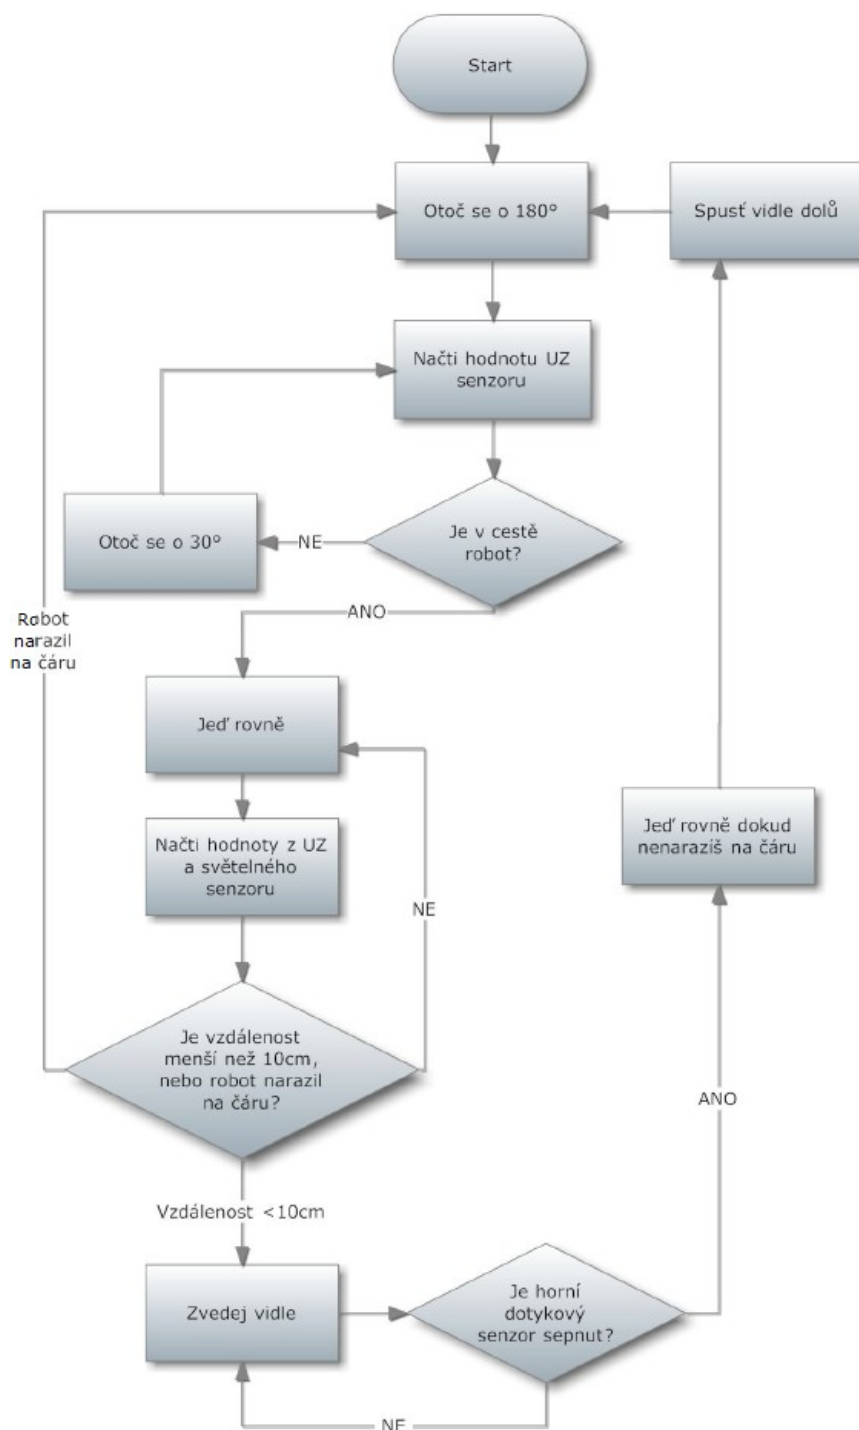 Start
Otoč se o 180°
Spusť vidle dolů
Načti hodnotu UZ
senzoru
Otoč se o 30°
NE
Je v cestě
robot?
ANO
Robot
narazil
na čáru
Jeď rovně
Načti hodnoty z UZ
a světelného
senzoru
NE
Jeď rovně dokud
nenarazíš na čáru
Je vzdálenost
menší než 10cm,
nebo robot narazil
na čáru?
ANO
Vzdálenost <10cm
Zvedej vidle
Je horní
dotykový
senzor sepnut?
NE